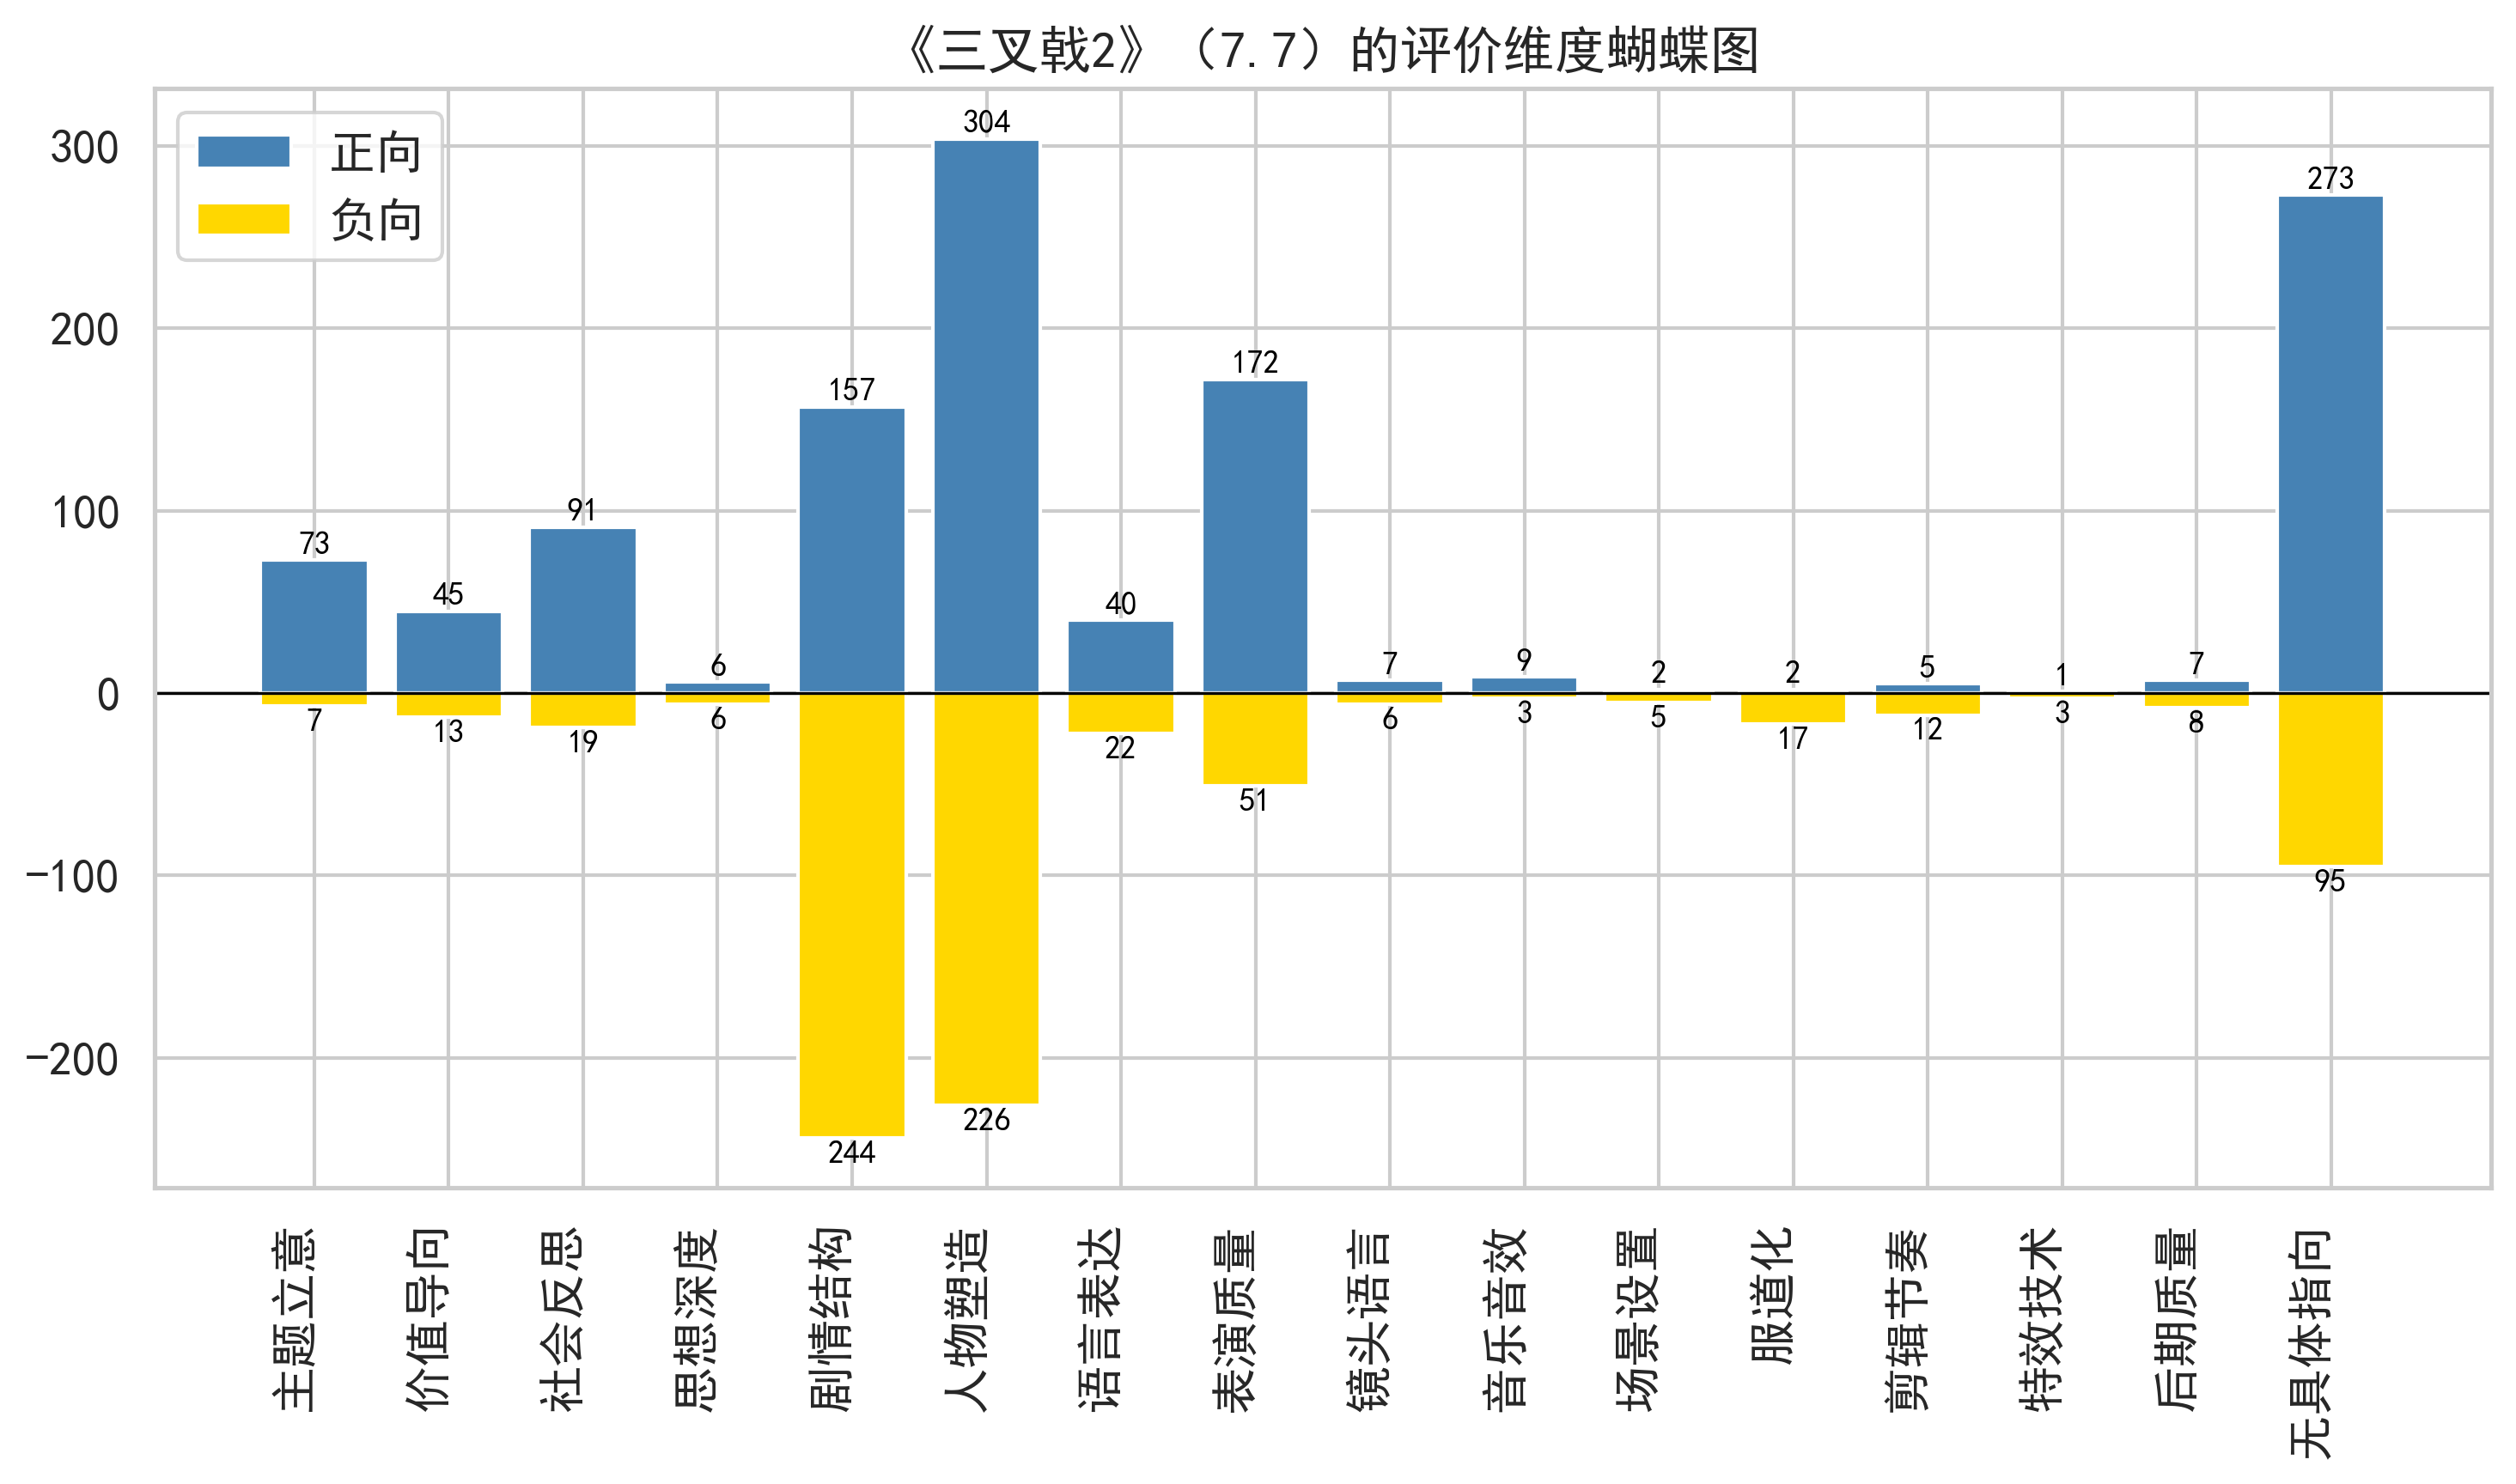 《三叉戟2》（7.7）的评价维度蝴蝶图
正向
负向
300
200
100
0
−100
−200
73
45
91
6
157
304
40
172
7
9
2
2
5
1
7
273
7
13
19
6
244
226
22
51
6
3
5
17
12
3
8
95
主题立意
价值导向
社会反思
思想深度
剧情结构
人物塑造
语言表达
表演质量
镜头语言
音乐音效
场景设置
服道化
剪辑节奏
特效技术
后期质量
无具体指向